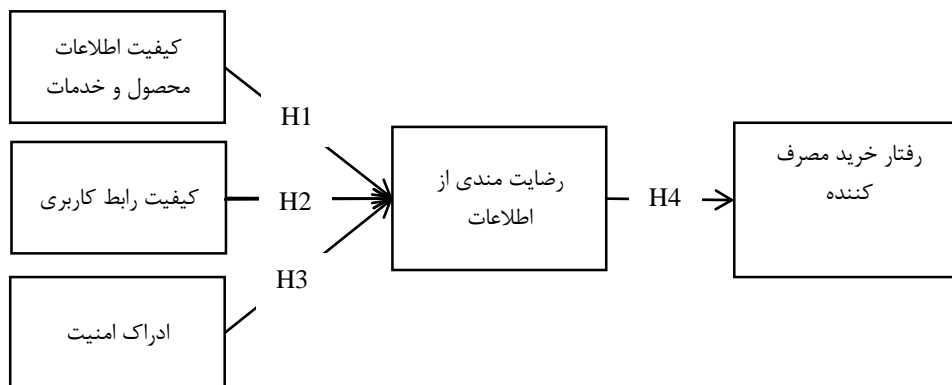 کیفیت اطلاعات
محصول و خدمات
H1
کیفیت رابط کاربری
H2
ادراک امنیت
H3
رضایت مندی از
اطلاعات
H4
رفتار خرید مصرف
کننده